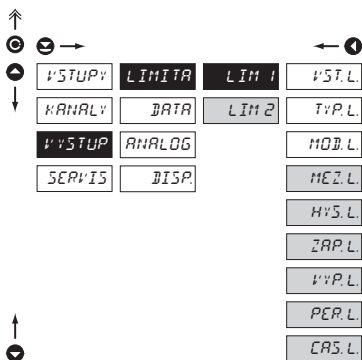 VSTUPY LIMITA LIM 1 VST.L.
KANALY DATA LIM 2 TYP.L.
VYSTUP ANALOG MOD.L.
SERVIS DISP. MEZ.L.
HYS.L.
ZAP.L.
VYP.L.
PER.L.
CAS.L.